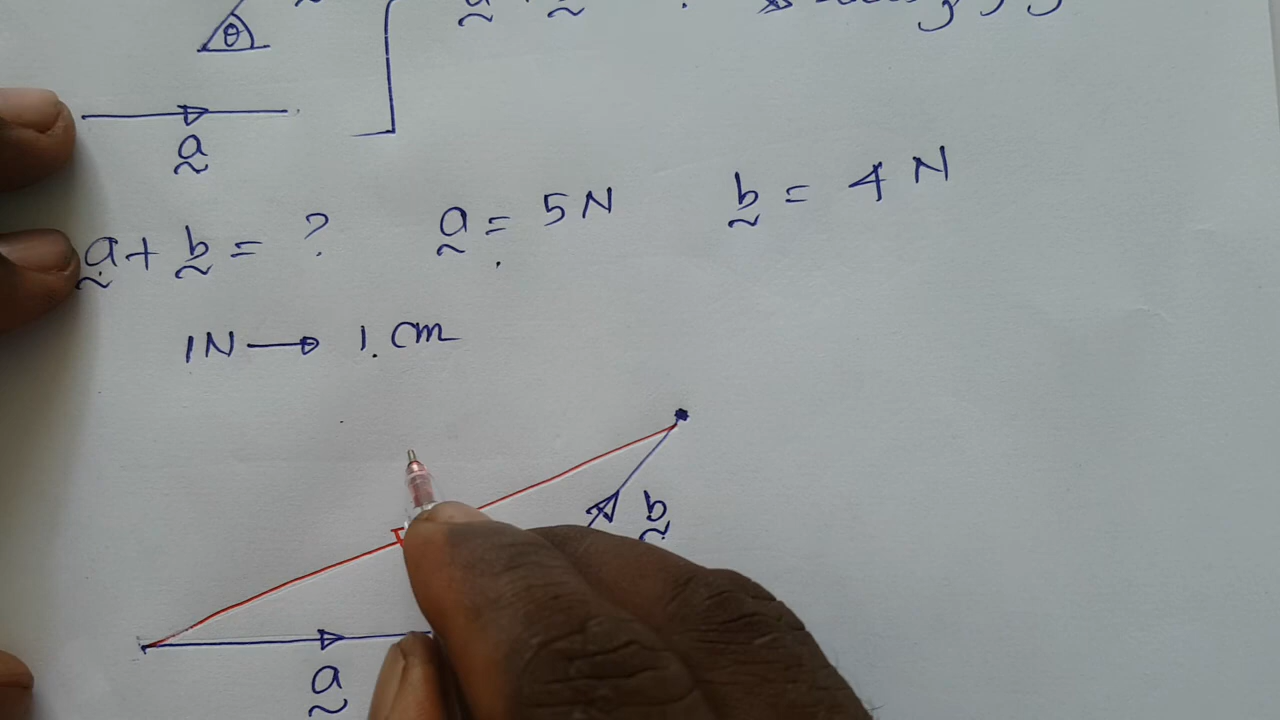 θ
a
a + b = ? a = 5 N b = 4 N
1N → 1. cm
b
a